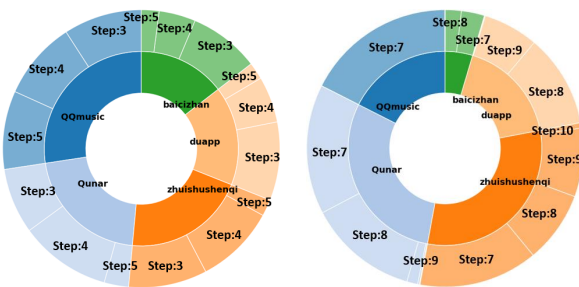 Step:5
Step:4
Step:3
Step:3
Step:4
Step:5
baicizhan
QQmusic
Step:5
Step:4
duapp
Step:3
Step:3
Qunar
zhuishushenqi
Step:5
Step:4
Step:4
Step:5
Step:3
Step:8
Step:7
Step:7
Step:9
Step:8
baicizhan
QQmusic
duapp
Step:10
Step:9
Step:7
Qunar
zhuishushenqi
Step:8
Step:8
Step:9
Step:7